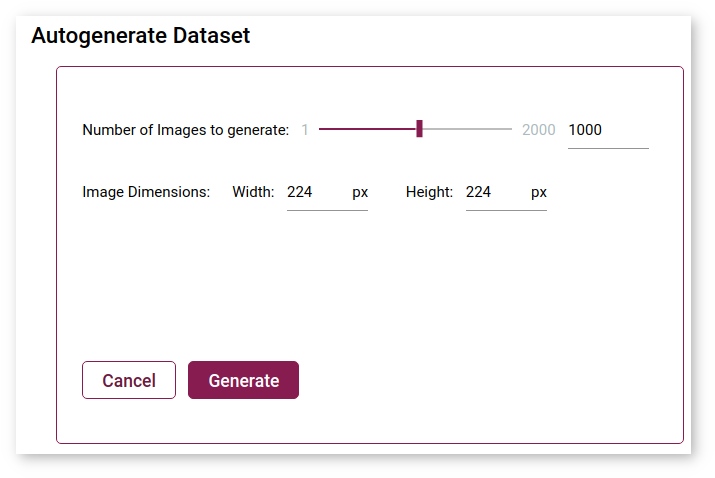 Autogenerate Dataset
Number of Images to generate: 1 2000 1000
Image Dimensions: Width: 224 px Height: 224 px
Cancel Generate